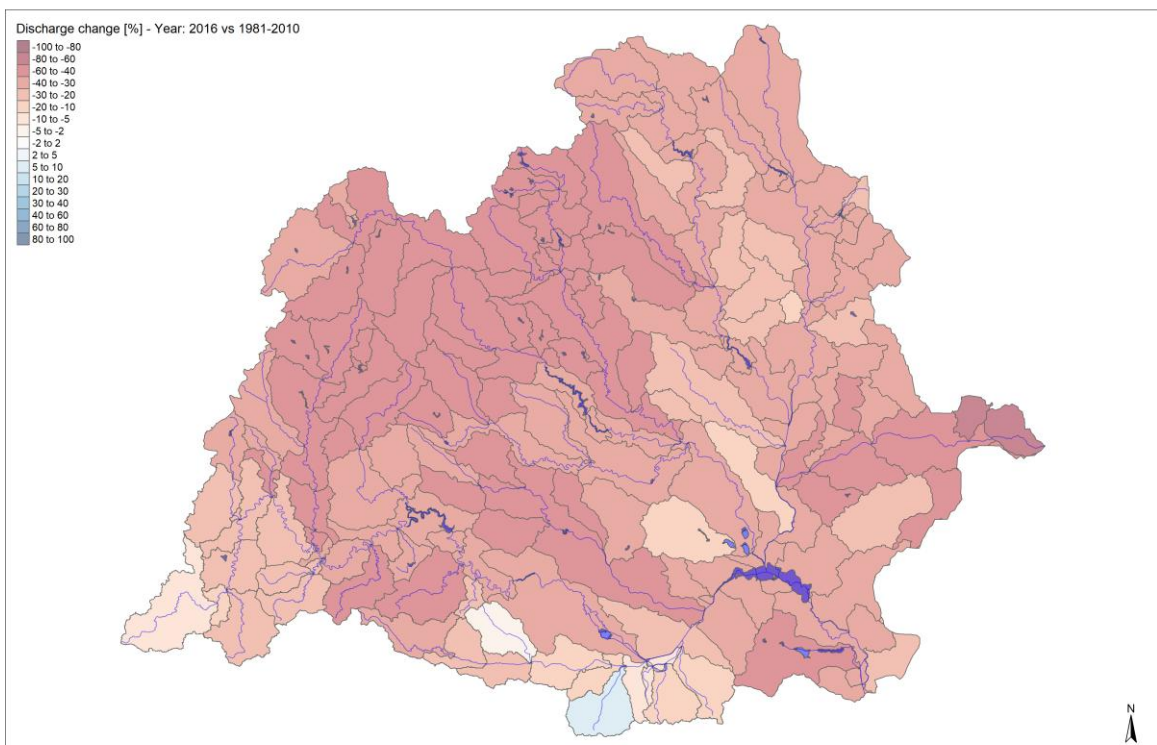 Discharge change [%] - Year: 2016 vs 1981-2010
-100 to -80
-80 to -60
-60 to -40
-40 to -30
-30 to -20
-20 to -10
-10 to -5
-5 to -2
-2 to 2
2 to 5
5 to 10
10 to 20
20 to 30
30 to 40
40 to 60
60 to 80
80 to 100
N